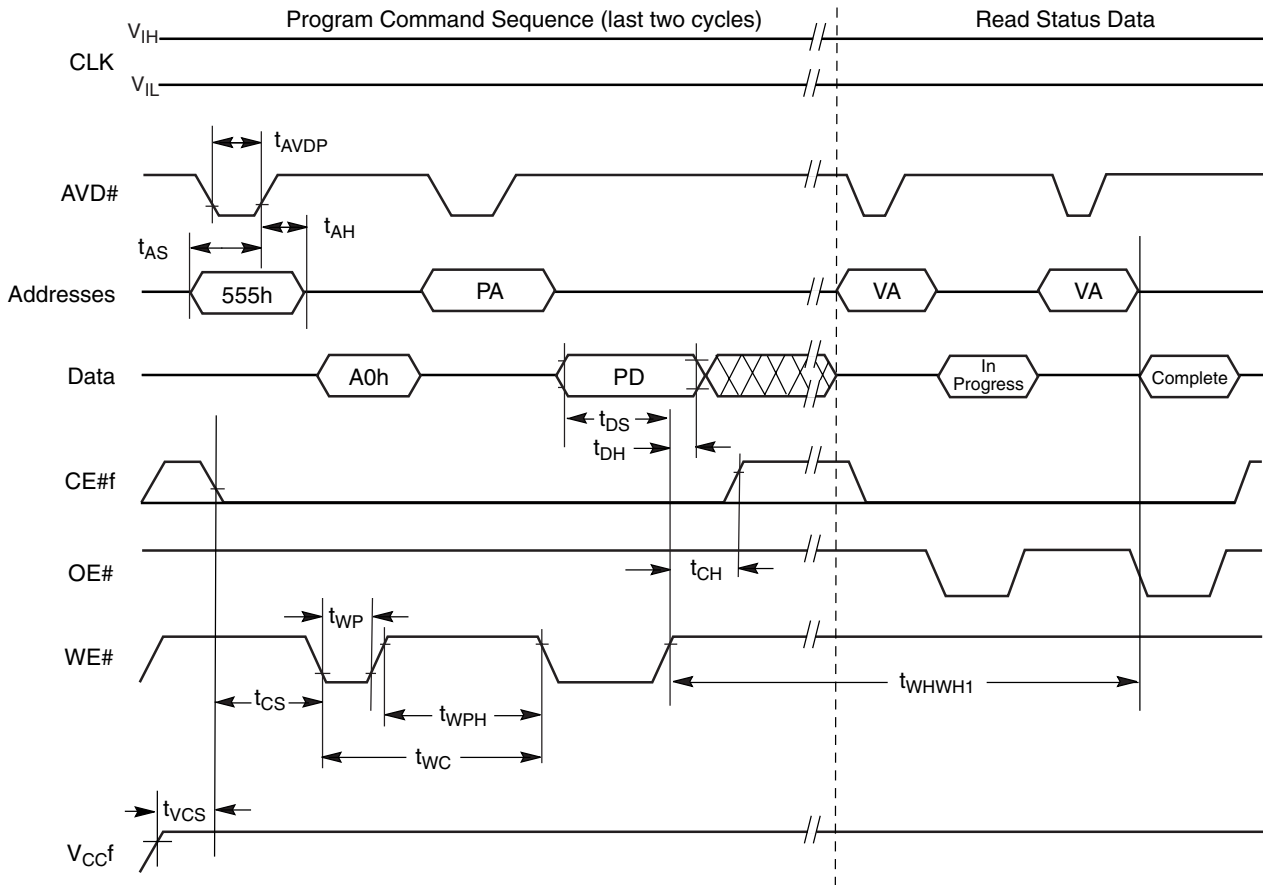 Program Command Sequence (last two cycles)
Read Status Data
VIH
CLK
VIL
tAVDP
AVD#
tAS
tAH
Addresses
555h
PA
VA
VA
Data
A0h
PD
In
Progress
Complete
tDS
tDH
CE#f
OE#
tCH
tWP
WE#
tCS
tWPH
tWHWH1
tWC
tVCS
VCCf